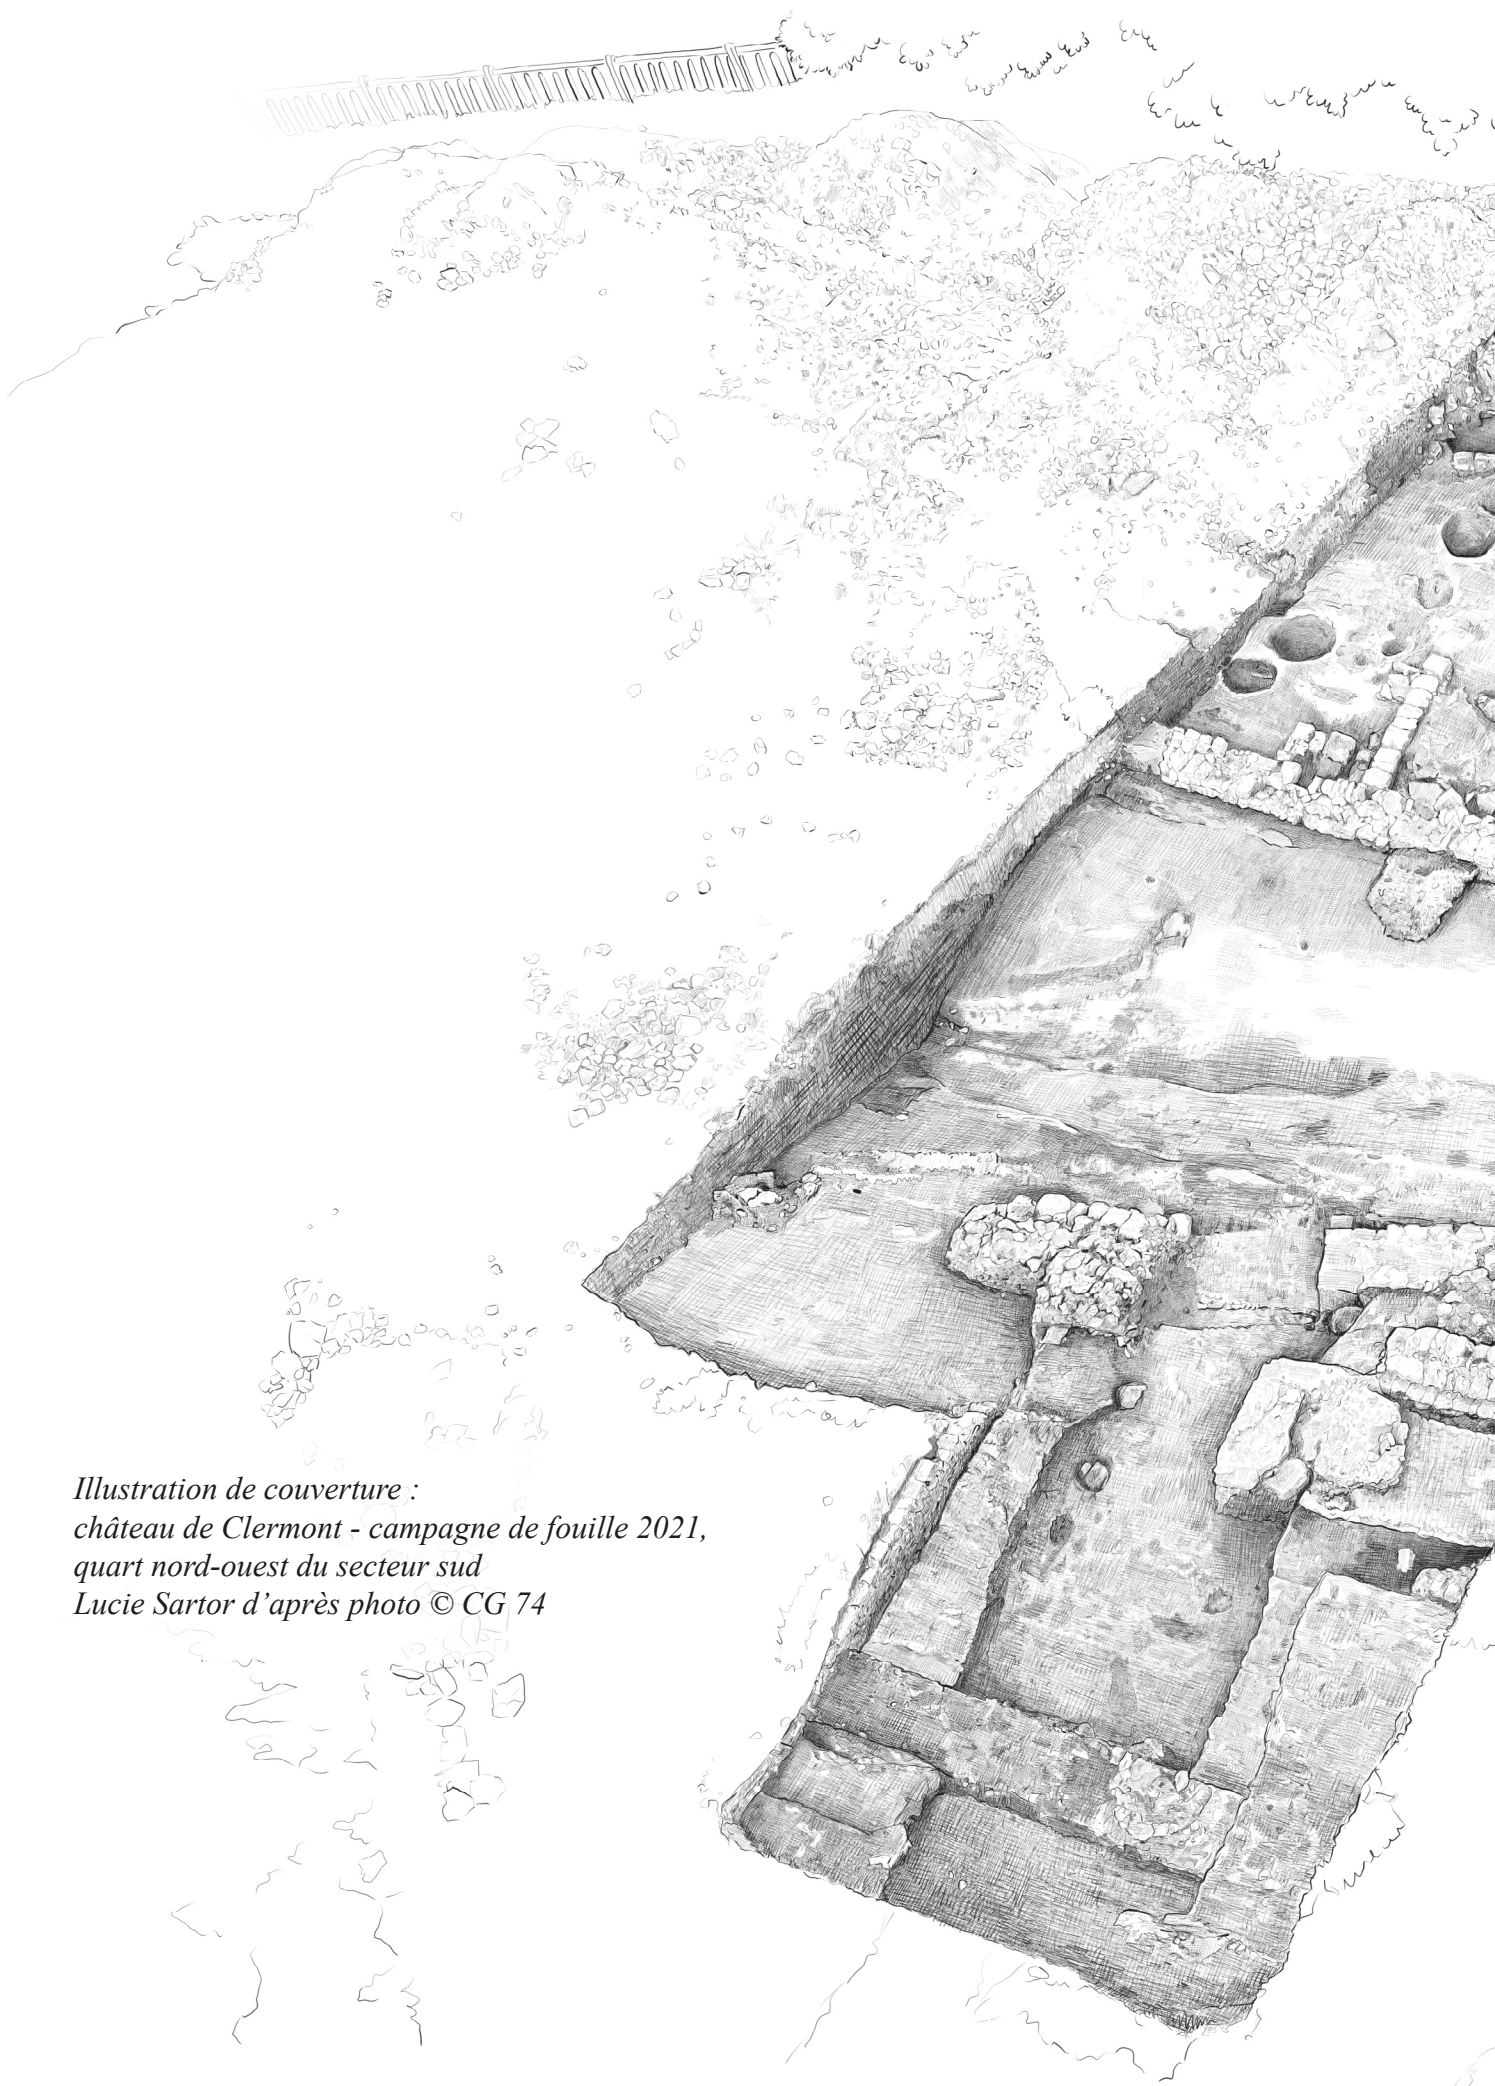 Illustration de couverture :
château de Clermont - campagne de fouille 2021,
quart nord-ouest du secteur sud
Lucie Sartor d’après photo © CG 74